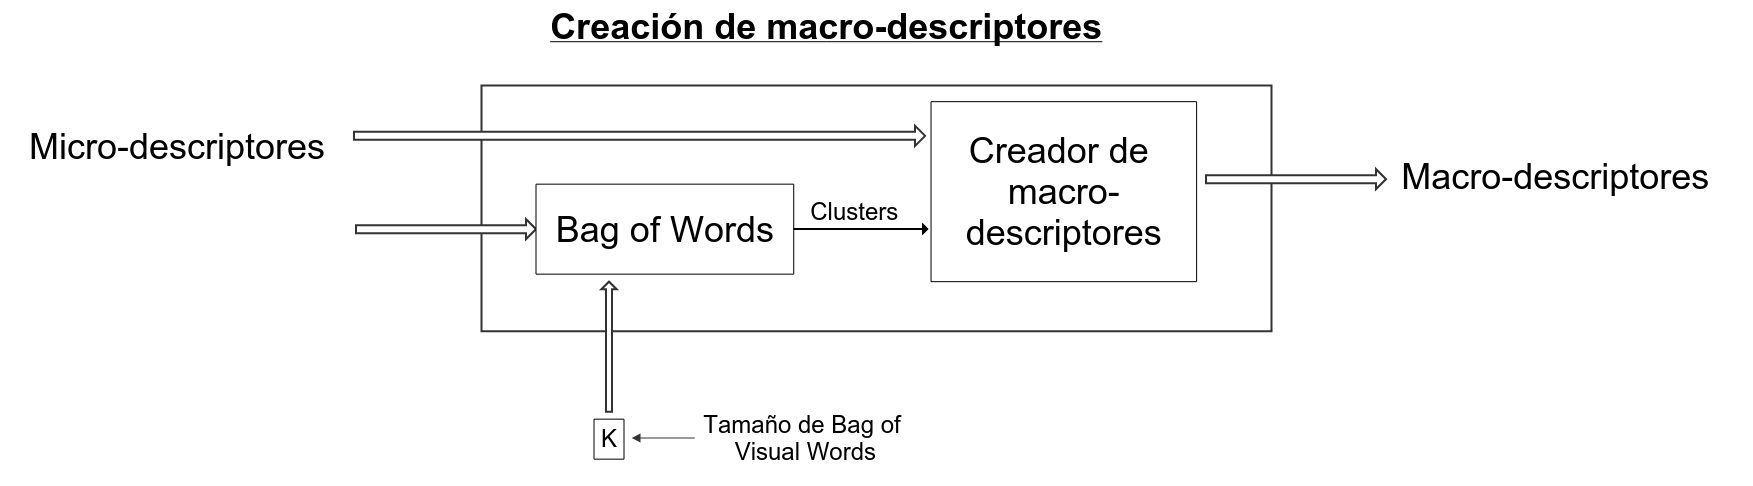 Creación de macro-descriptores
Micro-descriptores
Creador de
macro-
descriptores
Macro-descriptores
Clusters
Bag of Words
K
Tamaño de Bag of
Visual Words